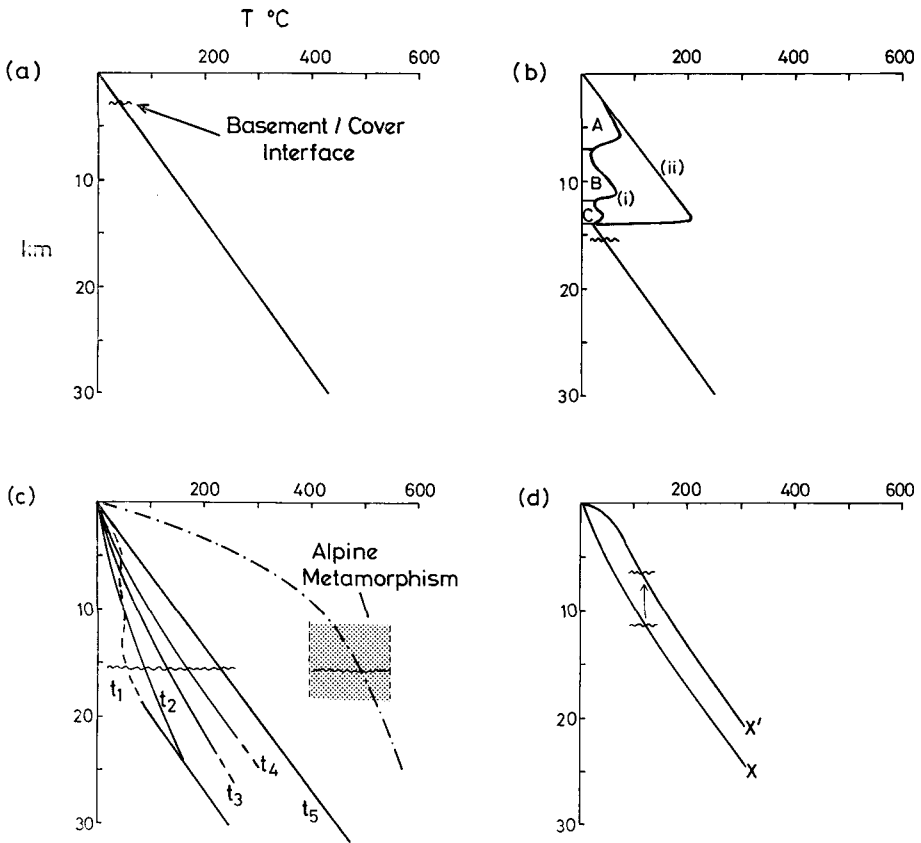 T °C
(a)
200
400
600
Basement / Cover
Interface
10
km
20
30
(b)
200
400
600
A
B
C
(i)
(ii)
10
20
30
(c)
200
400
600
Alpine
Metamorphism
10
20
30
t1
t2
t3
t4
t5
(d)
200
400
600
10
20
30
X'
X